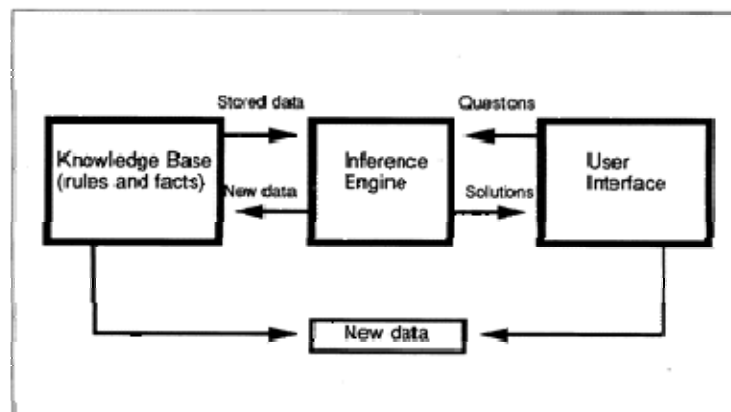 Stored data
Questons
Knowledge Base
(rules and facts)
Inference
Engine
User
Interface
New data
Solutions
New data